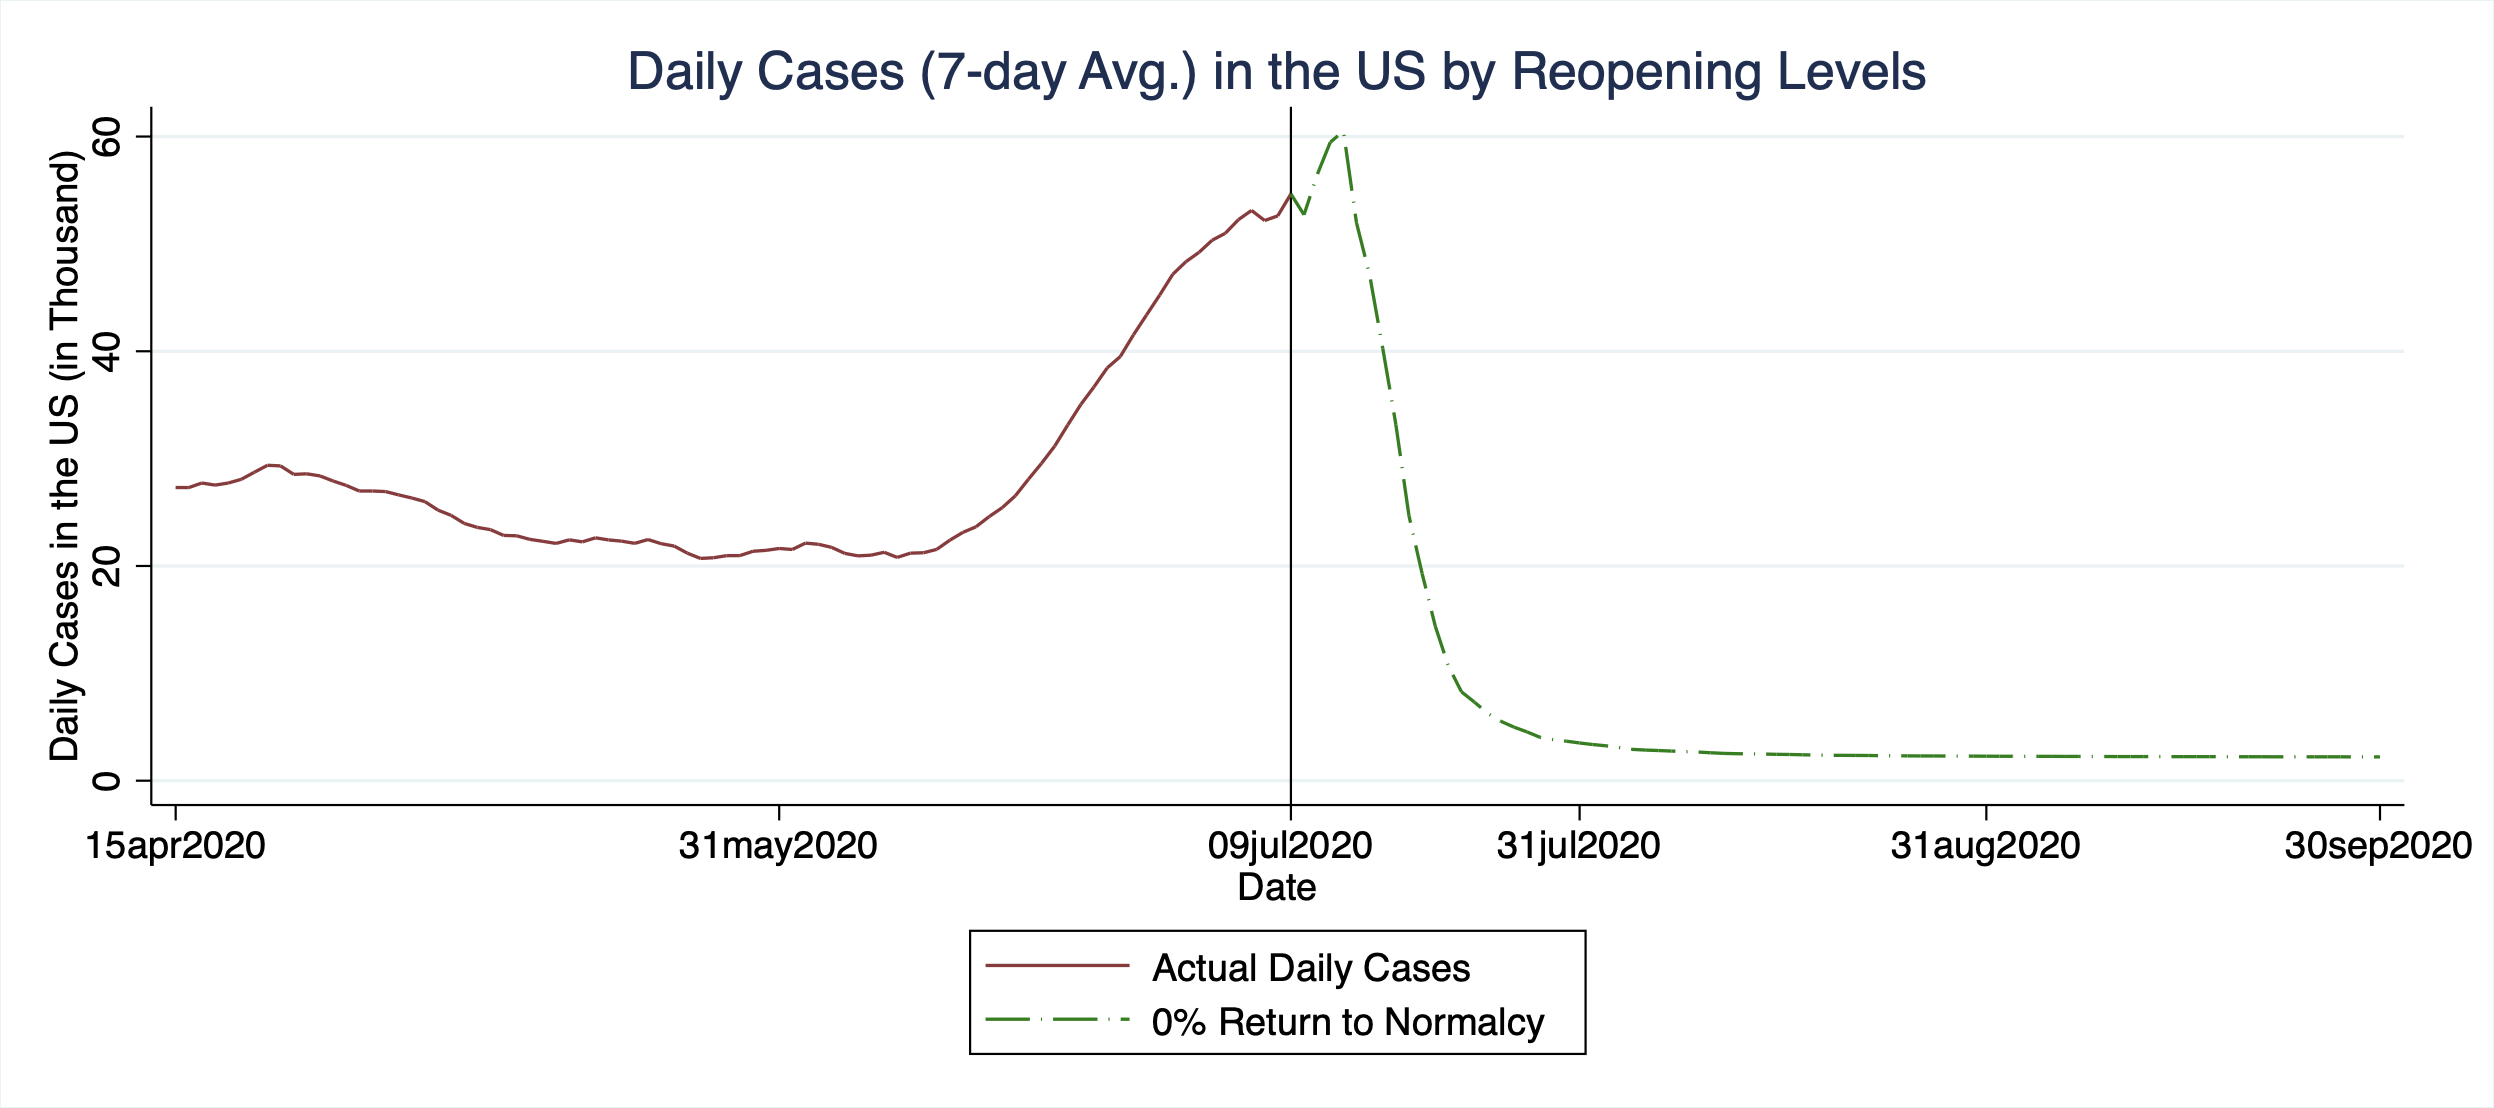 Daily Cases (7-day Avg.) in the US by Reopening Levels
Daily Cases in the US (in Thousand)
60
40
20
0
15apr2020 31may2020 09jul2020 31jul2020 31aug2020 30sep2020
Date
Actual Daily Cases
0% Return to Normalcy